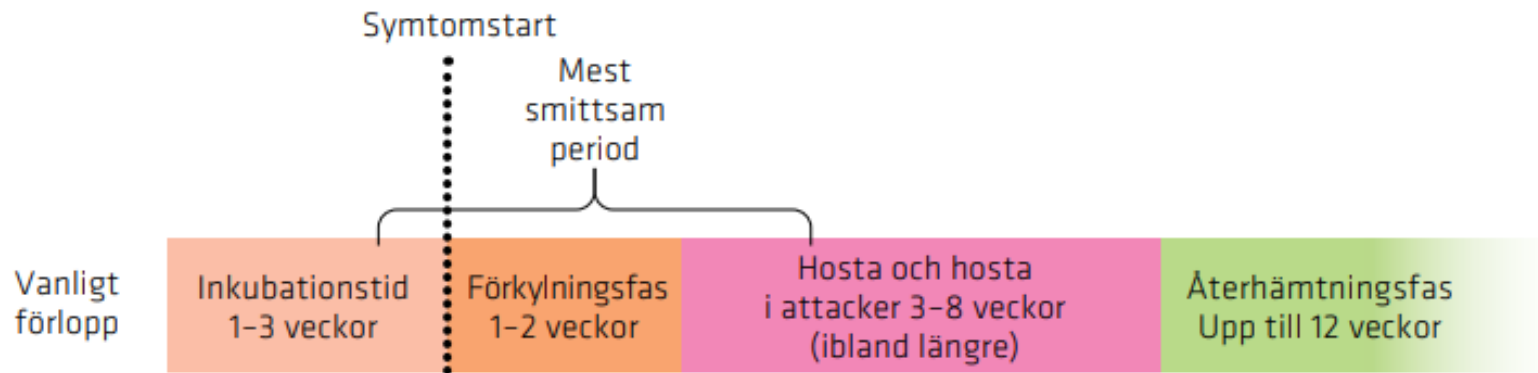 Symtomstart
Mest
smittsam
period
Vanligt
förlopp
Inkubationstid
1–3 veckor
Förkylningsfas
1–2 veckor
Hosta och hosta
i attacker 3–8 veckor
(ibland längre)
Återhämtningsfas
Upp till 12 veckor